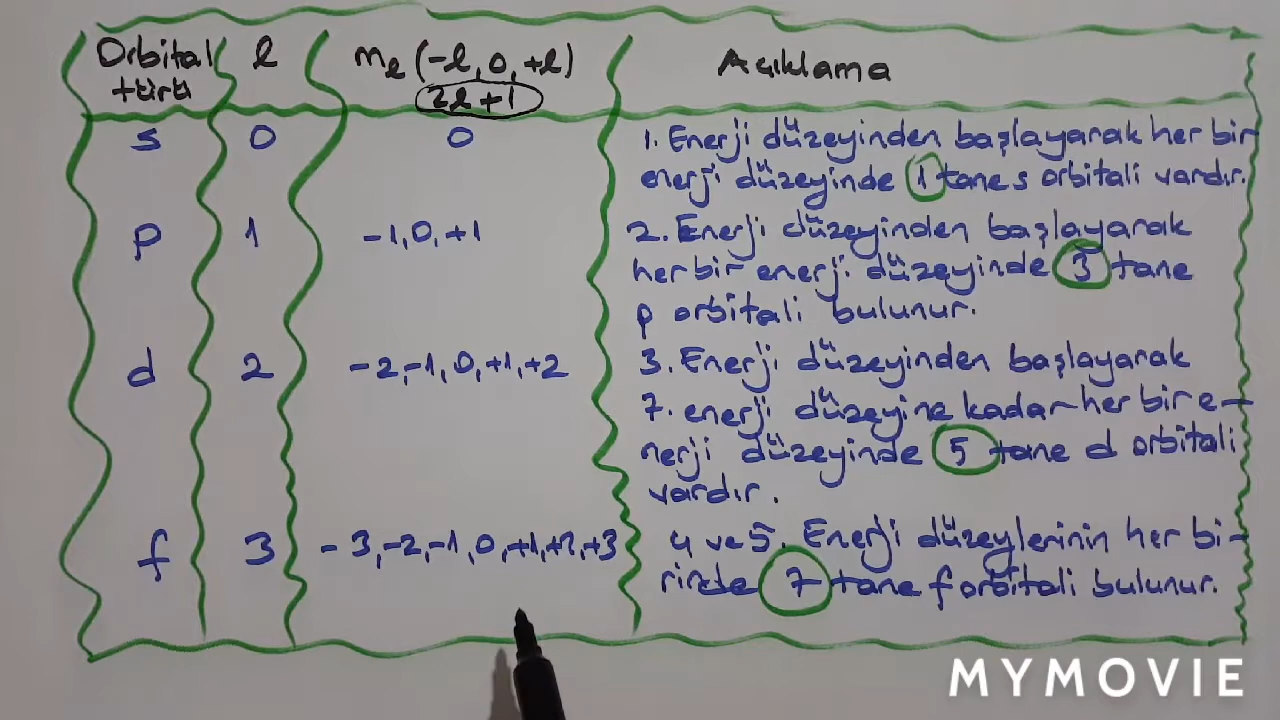 Orbital türü
l
mₗ (-l, 0, +l)
2l+1
Açıklama
s
0
0
1. Enerji düzeyinden başlayarak her bir
enerji düzeyinde 1 tane s orbitali vardır.
p
1
-1, 0, +1
2. Enerji düzeyinden başlayarak
her bir enerji düzeyinde 3 tane
p orbitali bulunur.
d
2
-2, -1, 0, +1, +2
3. Enerji düzeyinden başlayarak
7. enerji düzeyine kadar her bir e-
nerji düzeyinde 5 tane d orbitali
vardır.
f
3
-3, -2, -1, 0, +1, +2, +3
4 ve 5. Enerji düzeylerinin her bi-
rinde 7 tane f orbitali bulunur.
MYMOVIE